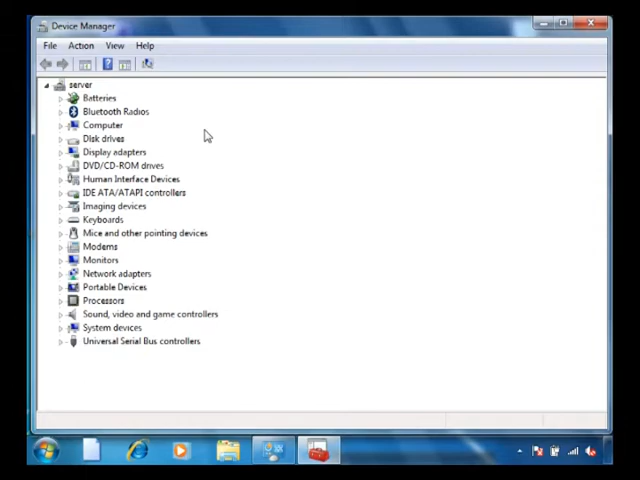 Device Manager
File Action View Help
server
Batteries
Bluetooth Radios
Computer
Disk drives
Display adapters
DVD/CD-ROM drives
Human Interface Devices
IDE ATA/ATAPI controllers
Imaging devices
Keyboards
Mice and other pointing devices
Modems
Monitors
Network adapters
Portable Devices
Processors
Sound, video and game controllers
System devices
Universal Serial Bus controllers